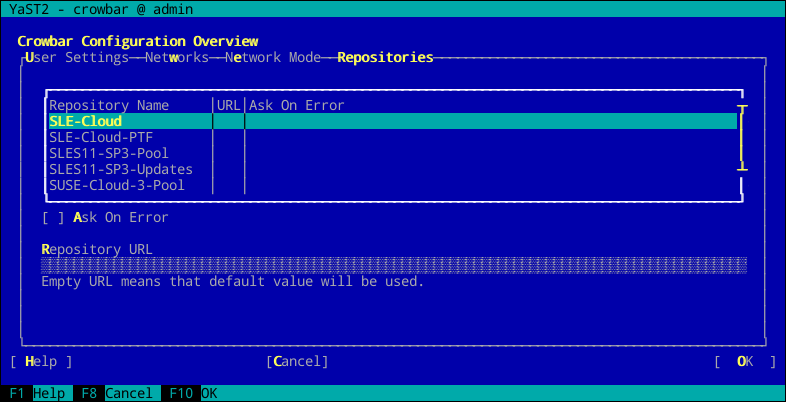 YaST2 - crowbar @ admin
Crowbar Configuration Overview
User Settings Networks Network Mode Repositories
Repository Name URL Ask On Error
SLE-Cloud
SLE-Cloud-PTF
SLES11-SP3-Pool
SLES11-SP3-Updates
SUSE-Cloud-3-Pool
[ ] Ask On Error
Repository URL
Empty URL means that default value will be used.
[ Help ] [Cancel] [ OK ]
F1 Help F8 Cancel F10 OK